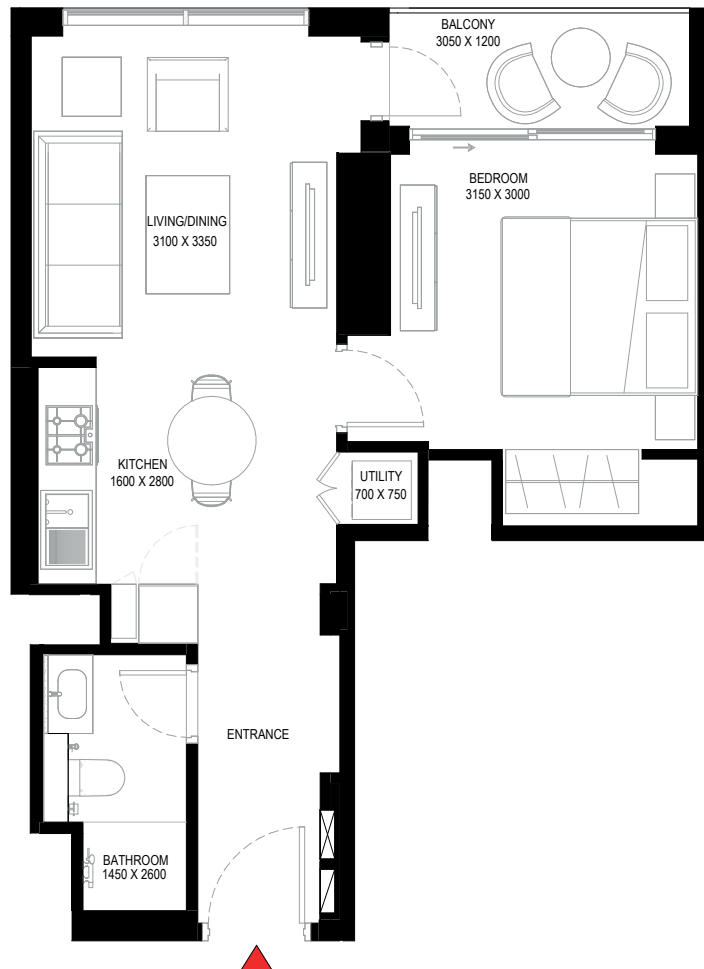 BALCONY
3050 X 1200
BEDROOM
3150 X 3000
LIVING/DINING
3100 X 3350
KITCHEN
1600 X 2800
UTILITY
700 X 750
ENTRANCE
BATHROOM
1450 X 2600